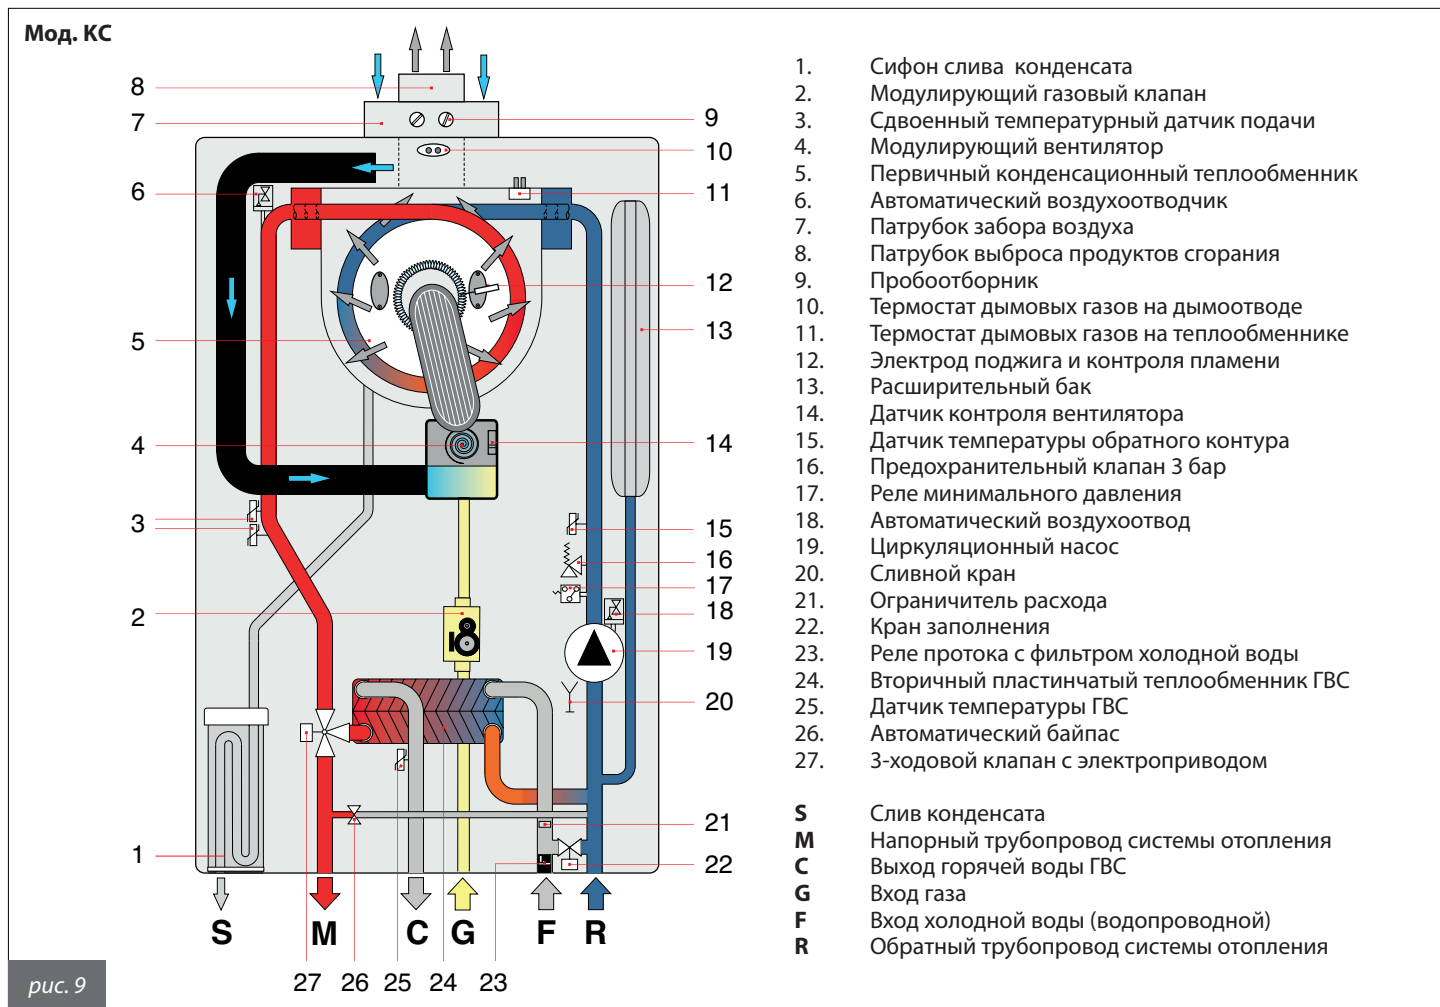 Мод. КС
8
7
6
5
4
3
2
1
9
10
11
12
13
14
15
16
17
18
19
20
21
22
S
M
C
G
F
R
27
26
25
24
23
1. Сифон слива конденсата
2. Модулирующий газовый клапан
3. Сдвоенный температурный датчик подачи
4. Модулирующий вентилятор
5. Первичный конденсационный теплообменник
6. Автоматический воздухоотводчик
7. Патрубок забора воздуха
8. Патрубок выброса продуктов сгорания
9. Пробоотборник
10. Термостат дымовых газов на дымоотводе
11. Термостат дымовых газов на теплообменнике
12. Электрод поджига и контроля пламени
13. Расширительный бак
14. Датчик контроля вентилятора
15. Датчик температуры обратного контура
16. Предохранительный клапан 3 бар
17. Реле минимального давления
18. Автоматический воздухоотвод
19. Циркуляционный насос
20. Сливной кран
21. Ограничитель расхода
22. Кран заполнения
23. Реле протока с фильтром холодной воды
24. Вторичный пластинчатый теплообменник ГВС
25. Датчик температуры ГВС
26. Автоматический байпас
27. 3-ходовой клапан с электроприводом
S Слив конденсата
M Напорный трубопровод системы отопления
C Выход горячей воды ГВС
G Вход газа
F Вход холодной воды (водопроводной)
R Обратный трубопровод системы отопления
рис. 9